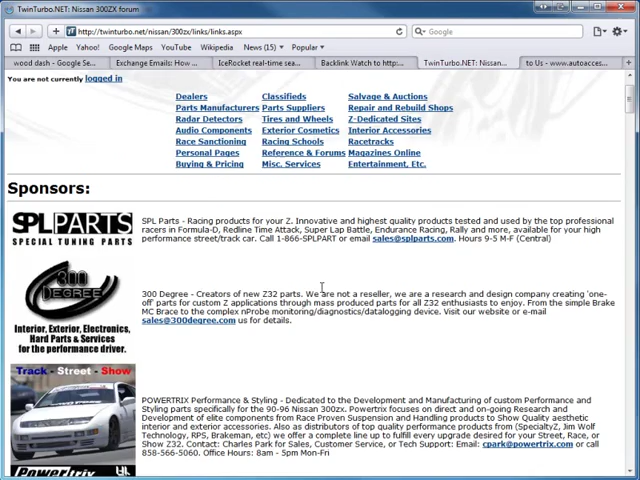 TwinTurbo.NET: Nissan 300ZX forum
http://twinturbo.net/nissan/300zx/links/links.aspx
Google
Apple Yahoo! Google Maps YouTube Wikipedia News (15) Popular
wood dash - Google Se... Exchange Emails: How ... IceRocket real-time sea... Backlink Watch to: http:... TwinTurbo.NET: Nissan... to Us - www.autoacces...
You are not currently logged in
Dealers Classifieds Salvage & Auctions
Parts Manufacturers Parts Suppliers Repair and Rebuild Shops
Radar Detectors Tires and Wheels Z-Dedicated Sites
Audio Components Exterior Cosmetics Interior Accessories
Race Sanctioning Racing Schools Racetracks
Personal Pages Reference & Forums Magazines Online
Buying & Pricing Misc. Services Entertainment, Etc.
Sponsors:
SPL PARTS
SPECIAL TUNING PARTS
SPL Parts - Racing products for your Z. Innovative and highest quality products tested and used by the top professional
racers in Formula-D, Redline Time Attack, Super Lap Battle, Endurance Racing, Rally and more, available for your
high performance street/track car. Call 1-866-SPLPART or email sales@splparts.com. Hours 9-5 M-F (Central)
300
DEGREE
Interior, Exterior, Electronics,
Hard Parts & Services
for the performance world.
300 Degree - Creators of new Z32 parts. We are not a reseller, we are a research and design company creating 'one-
off' parts for custom Z applications through mass produced parts for all Z32 enthusiasts to enjoy. From the simple Brake
MC Brace to the complex nProbe monitoring/diagnostics/datalogging device. Visit our website or e-mail
sales@300degree.com us for details.
Track - Street - Show
Powertrix
POWERTRIX Performance & Styling - Dedicated to the Development and Manufacturing of custom Performance and
Styling parts specifically for the 90-96 Nissan 300zx. Powertrix focuses on direct and on-going Research and
Development of elite components from Race Proven Suspension and Handling products to Show Quality aesthetic
interior and exterior accessories. Also as distributors of top quality performance products from (SpecialtyZ, Jim Wolf
Technology, RPS, Brakeman, etc) we offer a complete line up to fulfill every upgrade desired for your Street, Race, or
Show Z32. Contact: Charles Park for Sales, Customer Service, or Tech Support: Email: cpark@powertrix.com or call
858-566-5060. Office Hours: 8am - 5pm Mon-Fri